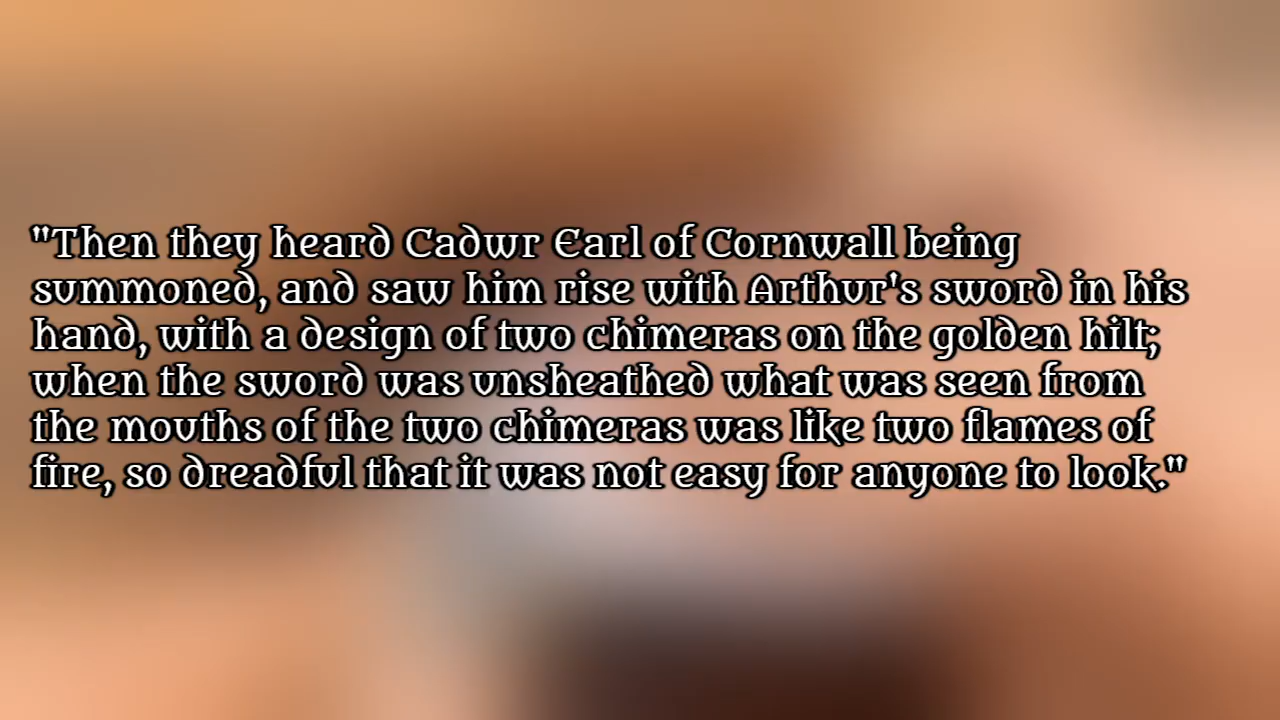 "Then they heard Cadwr Earl of Cornwall being
summoned, and saw him rise with Arthur's sword in his
hand, with a design of two chimeras on the golden hilt;
when the sword was unsheathed what was seen from
the mouths of the two chimeras was like two flames of
fire, so dreadful that it was not easy for anyone to look."